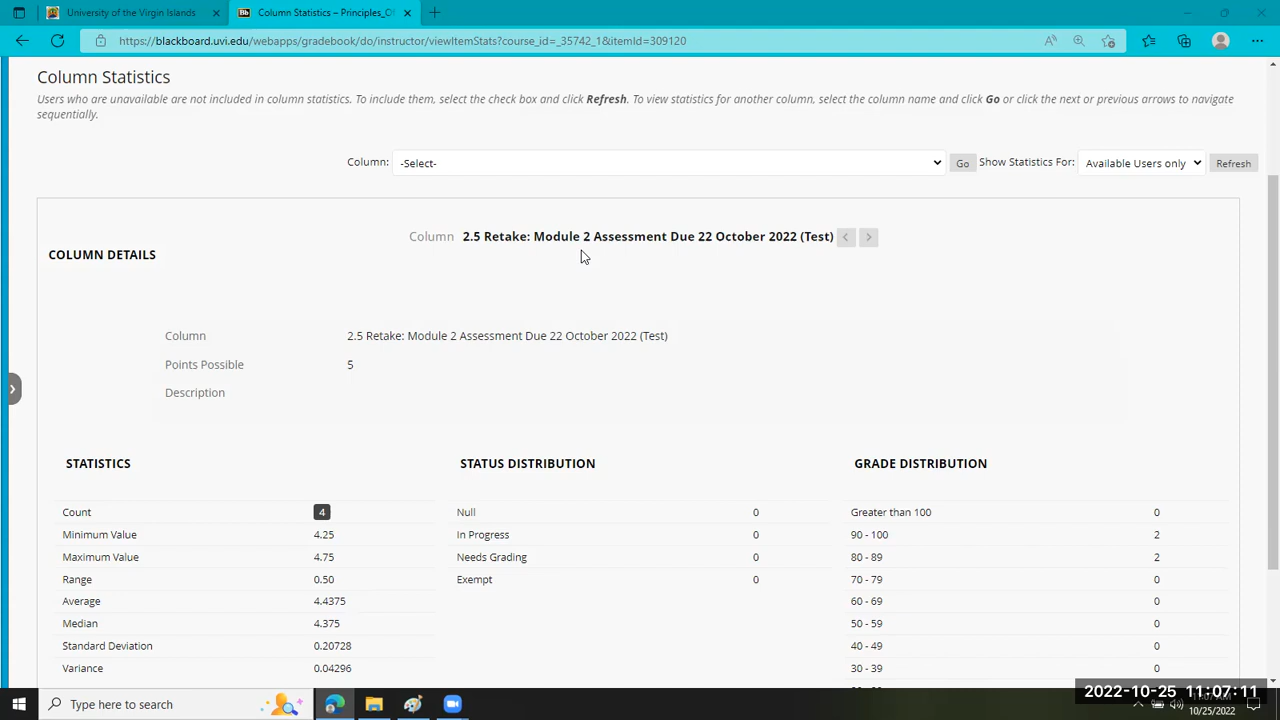 University of the Virgin Islands
Bb Column Statistics – Principles_Of
https://blackboard.uvi.edu/webapps/gradebook/do/instructor/viewItemStats?course_id=_35742_1&itemId=309120
Column Statistics
Users who are unavailable are not included in column statistics. To include them, select the check box and click Refresh. To view statistics for another column, select the column name and click Go or click the next or previous arrows to navigate
sequentially.
Column: -Select- Go Show Statistics For: Available Users only Refresh
Column 2.5 Retake: Module 2 Assessment Due 22 October 2022 (Test)
COLUMN DETAILS
Column 2.5 Retake: Module 2 Assessment Due 22 October 2022 (Test)
Points Possible 5
Description
STATISTICS STATUS DISTRIBUTION GRADE DISTRIBUTION
Count 4 Null 0 Greater than 100 0
Minimum Value 4.25 In Progress 0 90 - 100 2
Maximum Value 4.75 Needs Grading 0 80 - 89 2
Range 0.50 Exempt 0 70 - 79 0
Average 4.4375 60 - 69 0
Median 4.375 50 - 59 0
Standard Deviation 0.20728 40 - 49 0
Variance 0.04296 30 - 39 0
2022-10-25 11:07:11
Type here to search
10/25/2022